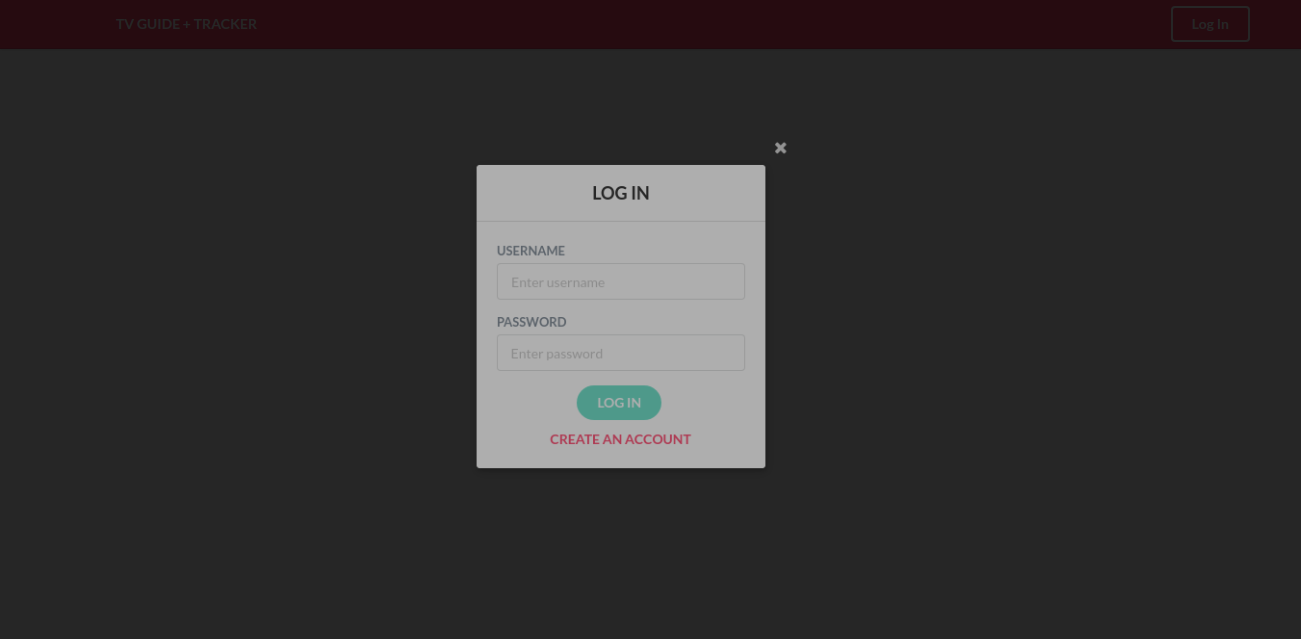 TV GUIDE + TRACKER
Log In
LOG IN
USERNAME
Enter username
PASSWORD
Enter password
LOG IN
CREATE AN ACCOUNT